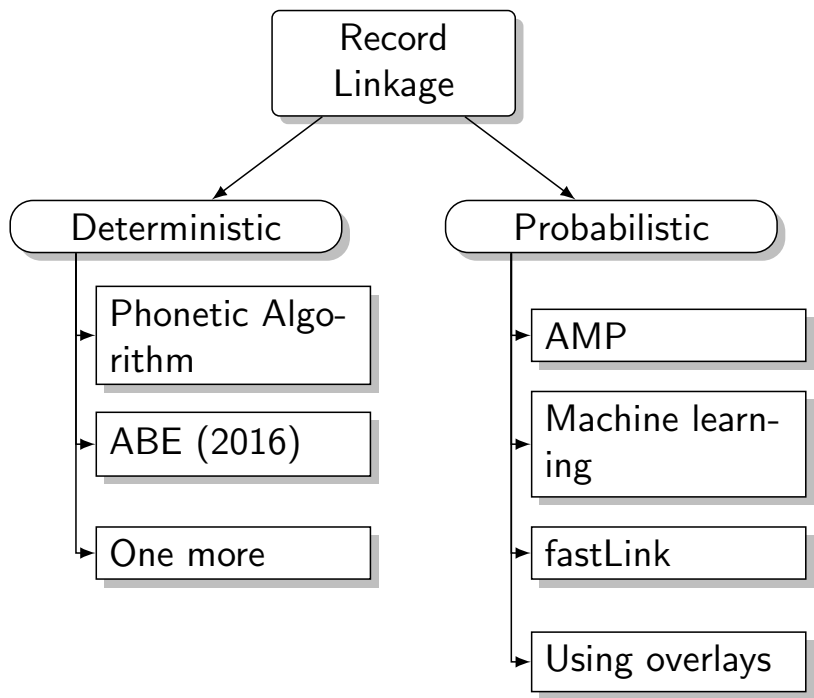 Record
Linkage
Deterministic
Probabilistic
Phonetic Algo-
rithm
ABE (2016)
One more
AMP
Machine learn-
ing
fastLink
Using overlays